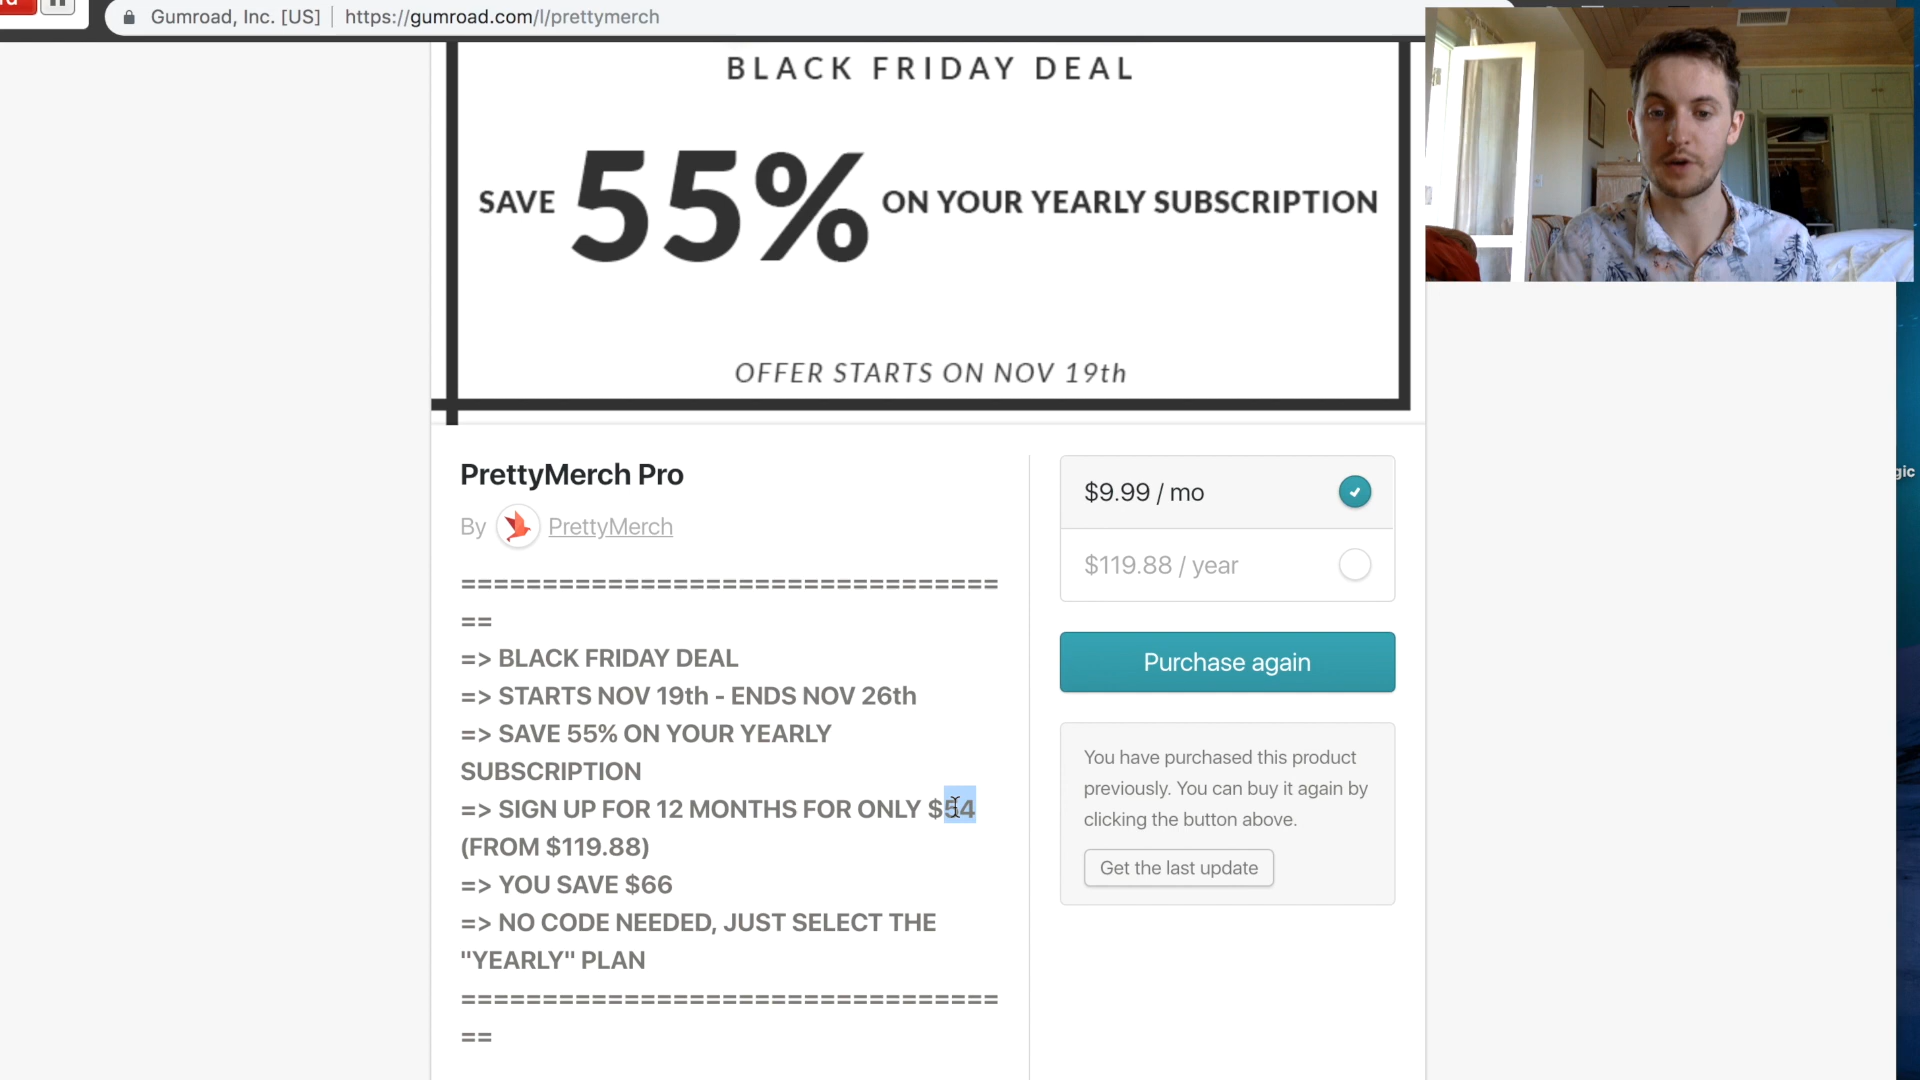 Gumroad, Inc. [US] | https://gumroad.com/l/prettymerch
BLACK FRIDAY DEAL
SAVE 55% ON YOUR YEARLY SUBSCRIPTION
OFFER STARTS ON NOV 19th
PrettyMerch Pro
By PrettyMerch
=================================
==
=> BLACK FRIDAY DEAL
=> STARTS NOV 19th - ENDS NOV 26th
=> SAVE 55% ON YOUR YEARLY
SUBSCRIPTION
=> SIGN UP FOR 12 MONTHS FOR ONLY $54
(FROM $119.88)
=> YOU SAVE $66
=> NO CODE NEEDED, JUST SELECT THE
"YEARLY" PLAN
=================================
==
$9.99 / mo
$119.88 / year
Purchase again
You have purchased this product
previously. You can buy it again by
clicking the button above.
Get the last update